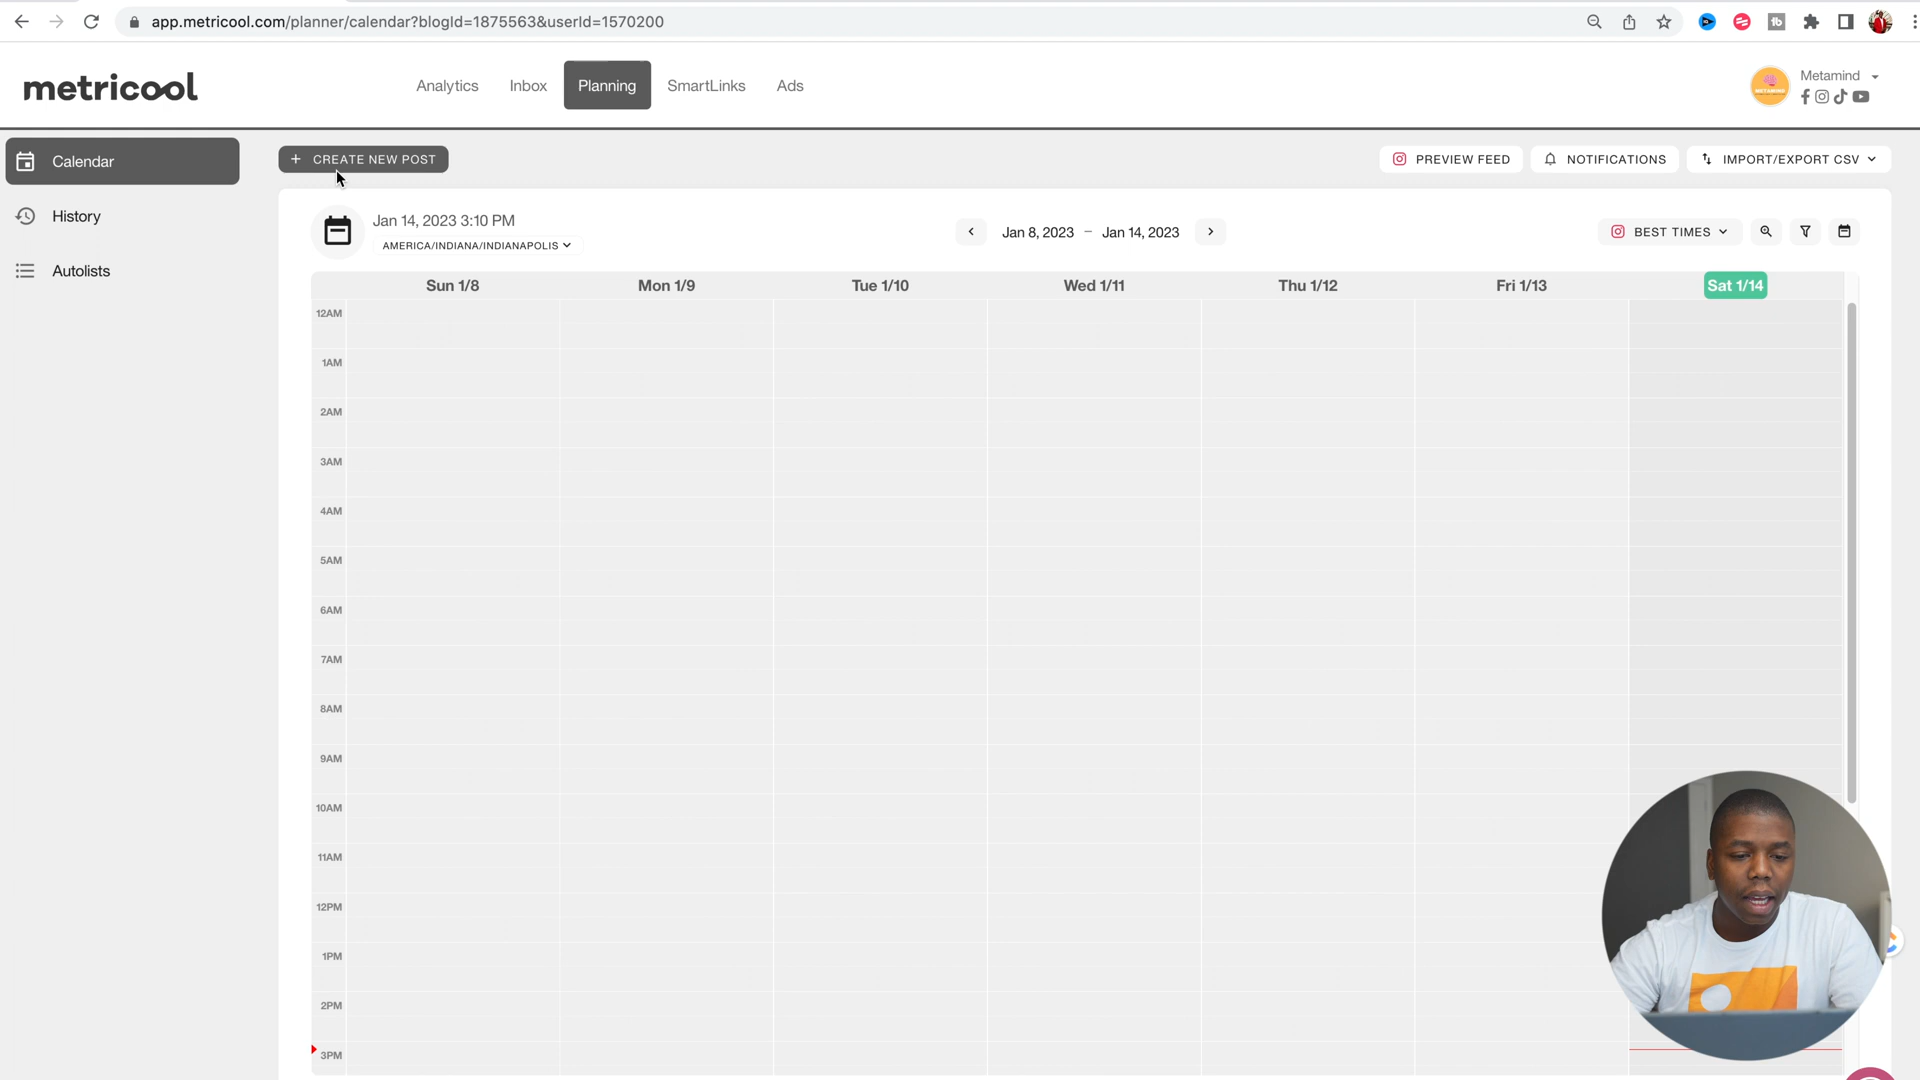 app.metricool.com/planner/calendar?blogId=1875563&userId=1570200
metricool
Analytics
Inbox
Planning
SmartLinks
Ads
Metamind
Calendar
+ CREATE NEW POST
PREVIEW FEED
NOTIFICATIONS
IMPORT/EXPORT CSV
History
Jan 14, 2023 3:10 PM
AMERICA/INDIANA/INDIANAPOLIS
Jan 8, 2023 – Jan 14, 2023
BEST TIMES
Autolists
Sun 1/8 Mon 1/9 Tue 1/10 Wed 1/11 Thu 1/12 Fri 1/13 Sat 1/14
12AM
1AM
2AM
3AM
4AM
5AM
6AM
7AM
8AM
9AM
10AM
11AM
12PM
1PM
2PM
3PM